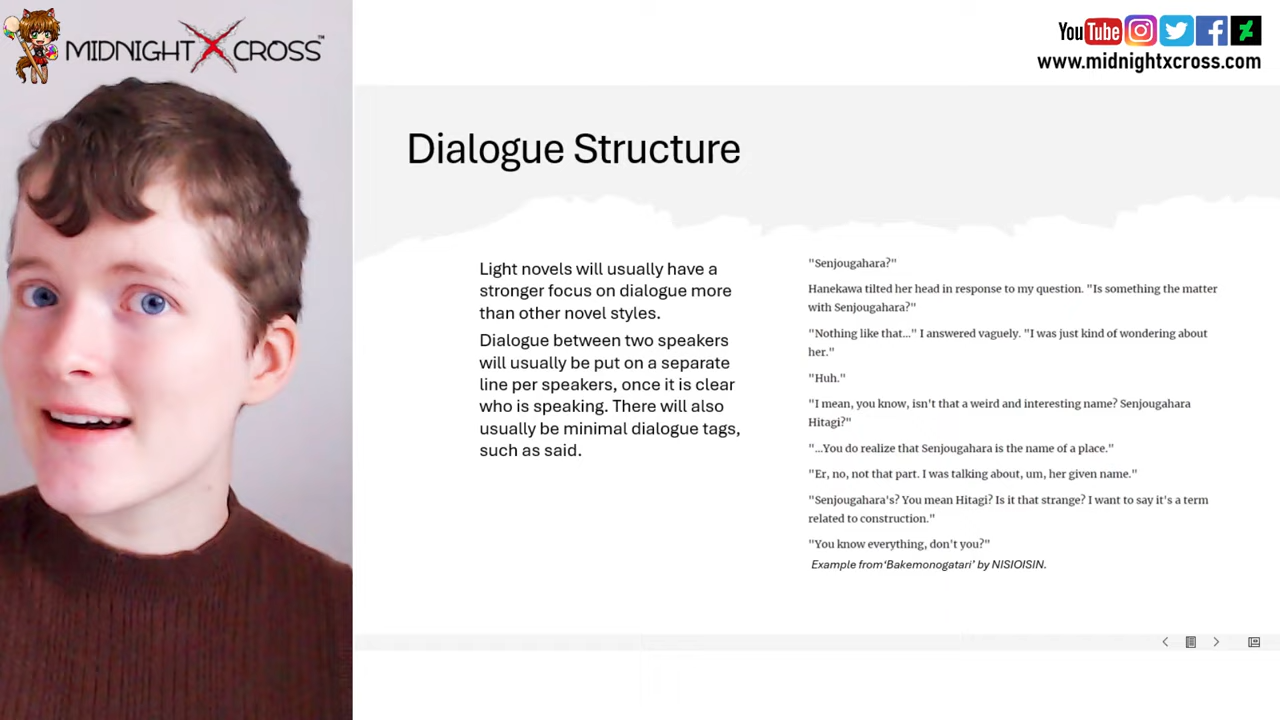 MIDNIGHT X CROSS™
YouTube
www.midnightxcross.com
Dialogue Structure
Light novels will usually have a
stronger focus on dialogue more
than other novel styles.
Dialogue between two speakers
will usually be put on a separate
line per speakers, once it is clear
who is speaking. There will also
usually be minimal dialogue tags,
such as said.
"Senjougahara?"
Hanekawa tilted her head in response to my question. "Is something the matter
with Senjougahara?"
"Nothing like that..." I answered vaguely. "I was just kind of wondering about
her."
"Huh."
"I mean, you know, isn't that a weird and interesting name? Senjougahara
Hitagi?"
"...You do realize that Senjougahara is the name of a place."
"Er, no, not that part. I was talking about, um, her given name."
"Senjougahara's? You mean Hitagi? Is it that strange? I want to say it's a term
related to construction."
"You know everything, don't you?"
Example from'Bakemonogatari' by NISIOISIN.